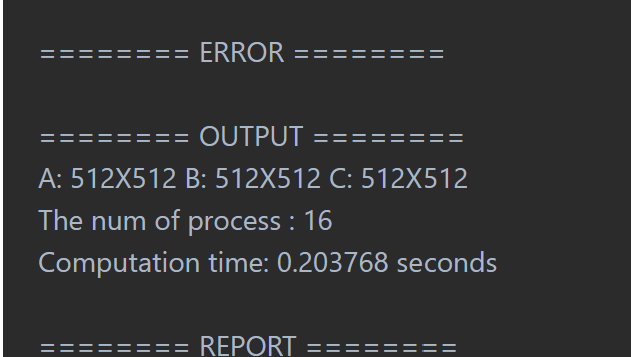 ======== ERROR ========
======== OUTPUT ========
A: 512X512 B: 512X512 C: 512X512
The num of process : 16
Computation time: 0.203768 seconds
======== REPORT ========